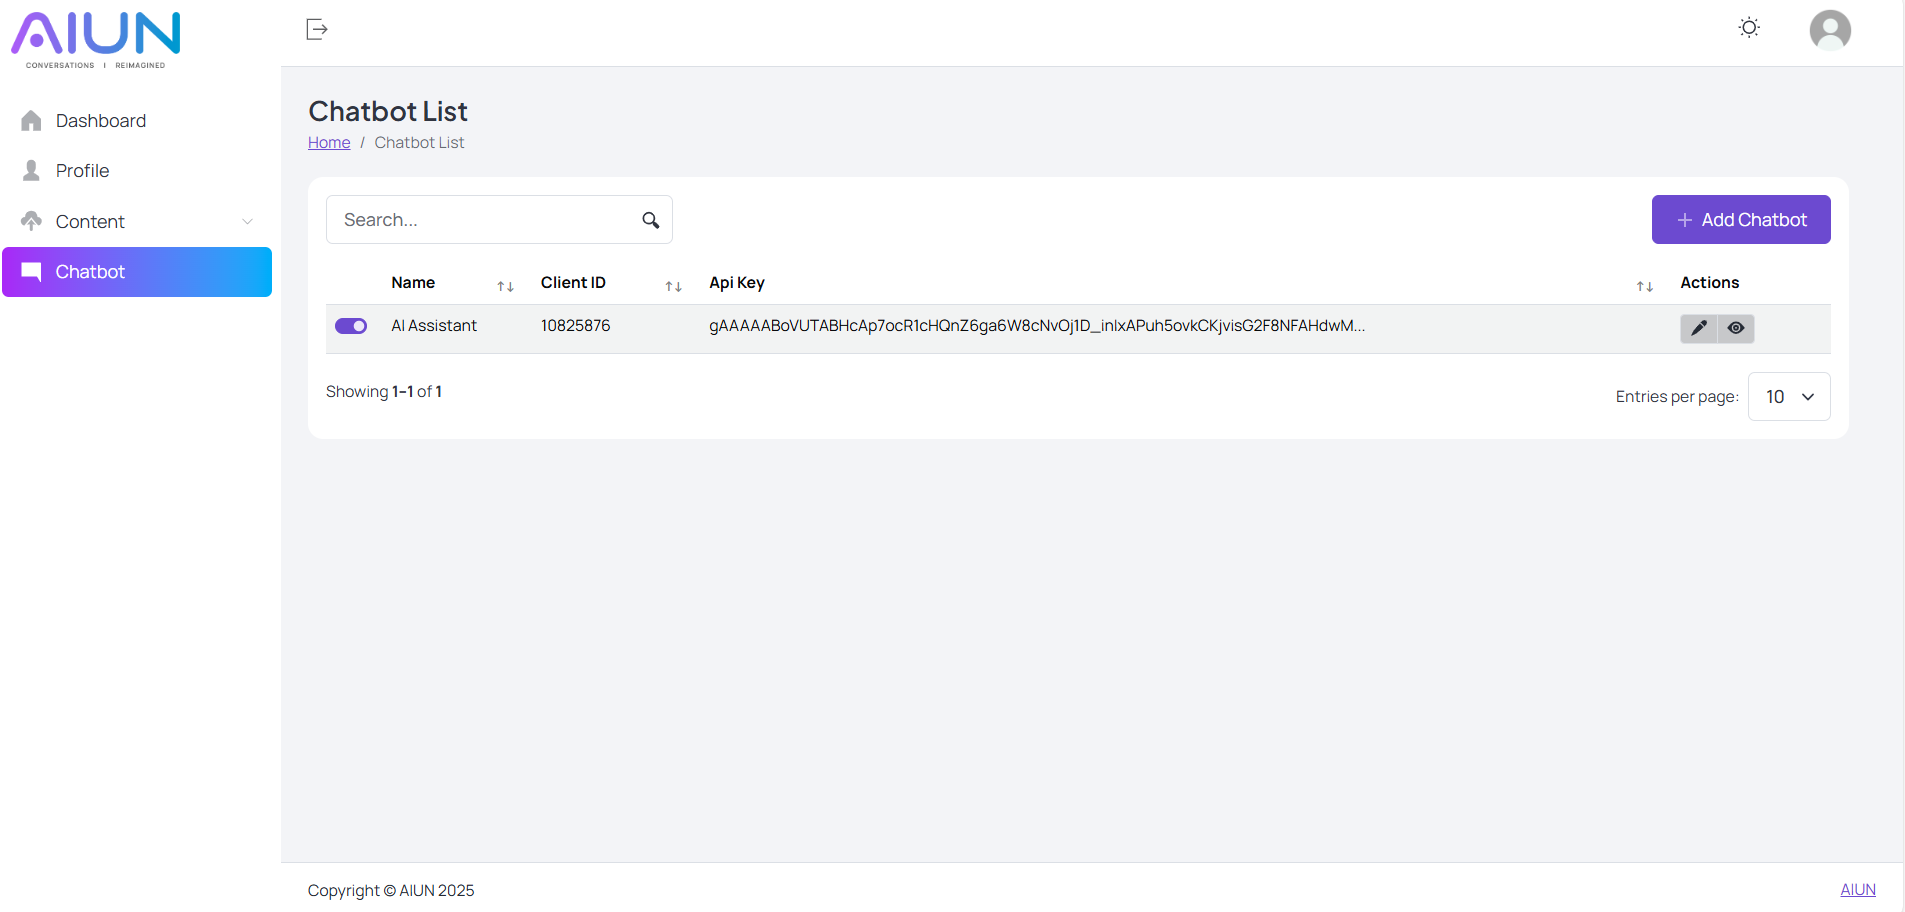 AIUN
CONVERSATIONS | REIMAGINED
Dashboard
Profile
Content
Chatbot
Chatbot List
Home / Chatbot List
Search...
+ Add Chatbot
Name ↑↓ Client ID ↑↓ Api Key ↑↓ Actions
AI Assistant 10825876 gAAAAABoVUTABHcAp7ocR1cHQnZ6ga6W8cNvOj1D_inIxAPuh5ovkCKjvisG2F8NFAHdwM...
Showing 1–1 of 1
Entries per page: 10
Copyright © AIUN 2025
AIUN